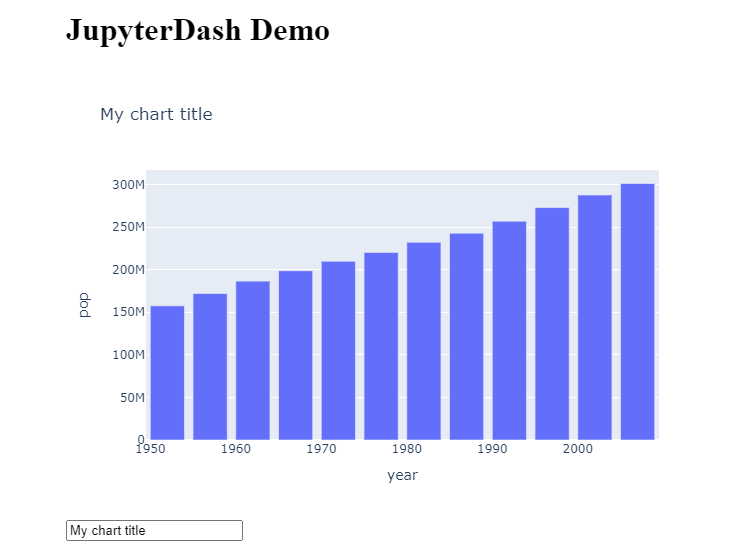 JupyterDash Demo
My chart title
300M
250M
200M
150M
100M
50M
0
pop
1950 1960 1970 1980 1990 2000
year
My chart title